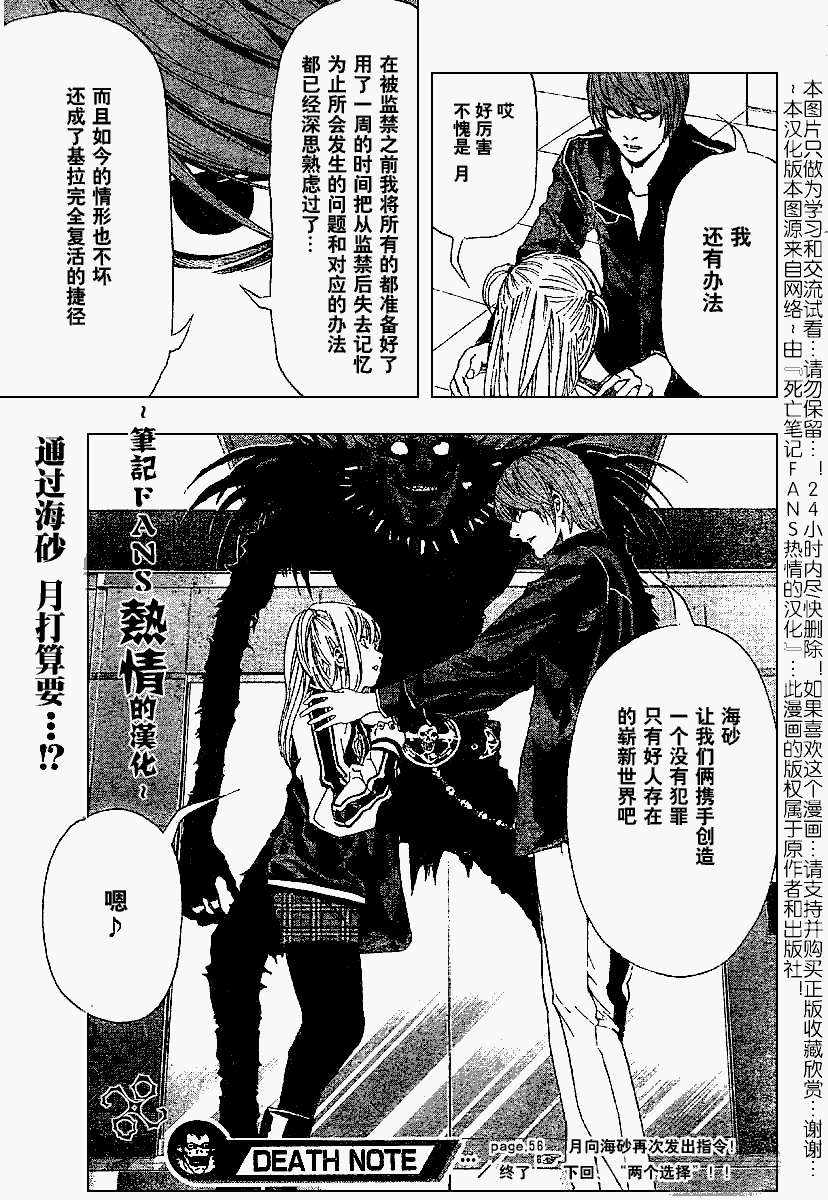 我
还有办法
哎
好厉害
不愧是 月
在被监禁之前我将所有的都准备好了
用了一周的时间把从监禁后失去记忆
为止所会发生的问题和对应的办法
都已经深思熟虑过了…
而且如今的情形也不坏
还成了基拉完全复活的捷径
海砂
让我们俩携手创造
一个没有犯罪
只有好人存在
的崭新世界吧
嗯♪
~筆記FANS熱情的漢化~
通过海砂 月打算要…!?
DEATH NOTE
… page.56 月向海砂再次发出指令!
/终了 下回、“两个选择”!!
本图片只做为学习和交流试看…请勿保留…!24小时内尽快删除!如果喜欢这个漫画…请支持并购买正版收藏欣赏…谢谢…
~本汉化版本图源来自网络~由『死亡笔记FANS热情的汉化』…此漫画的版权属于原作者和出版社!